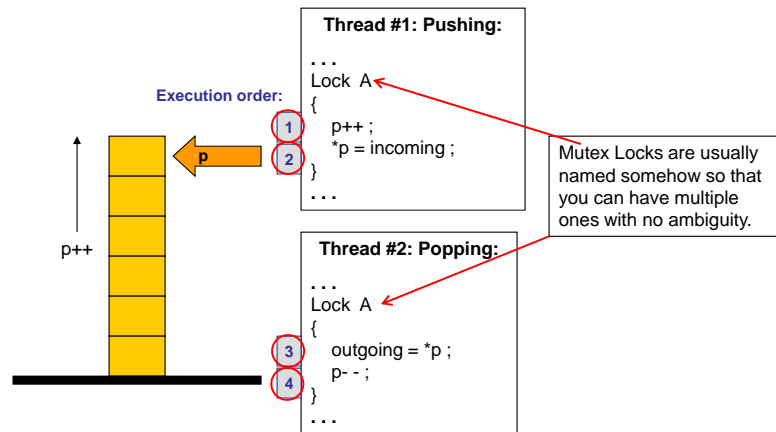 Thread #1: Pushing:
. . .
Lock A
{
p++ ;
*p = incoming ;
}
. . .
Execution order:
1
2
p
p++
Mutex Locks are usually
named somehow so that
you can have multiple
ones with no ambiguity.
Thread #2: Popping:
. . .
Lock A
{
outgoing = *p ;
p- - ;
}
. . .
3
4